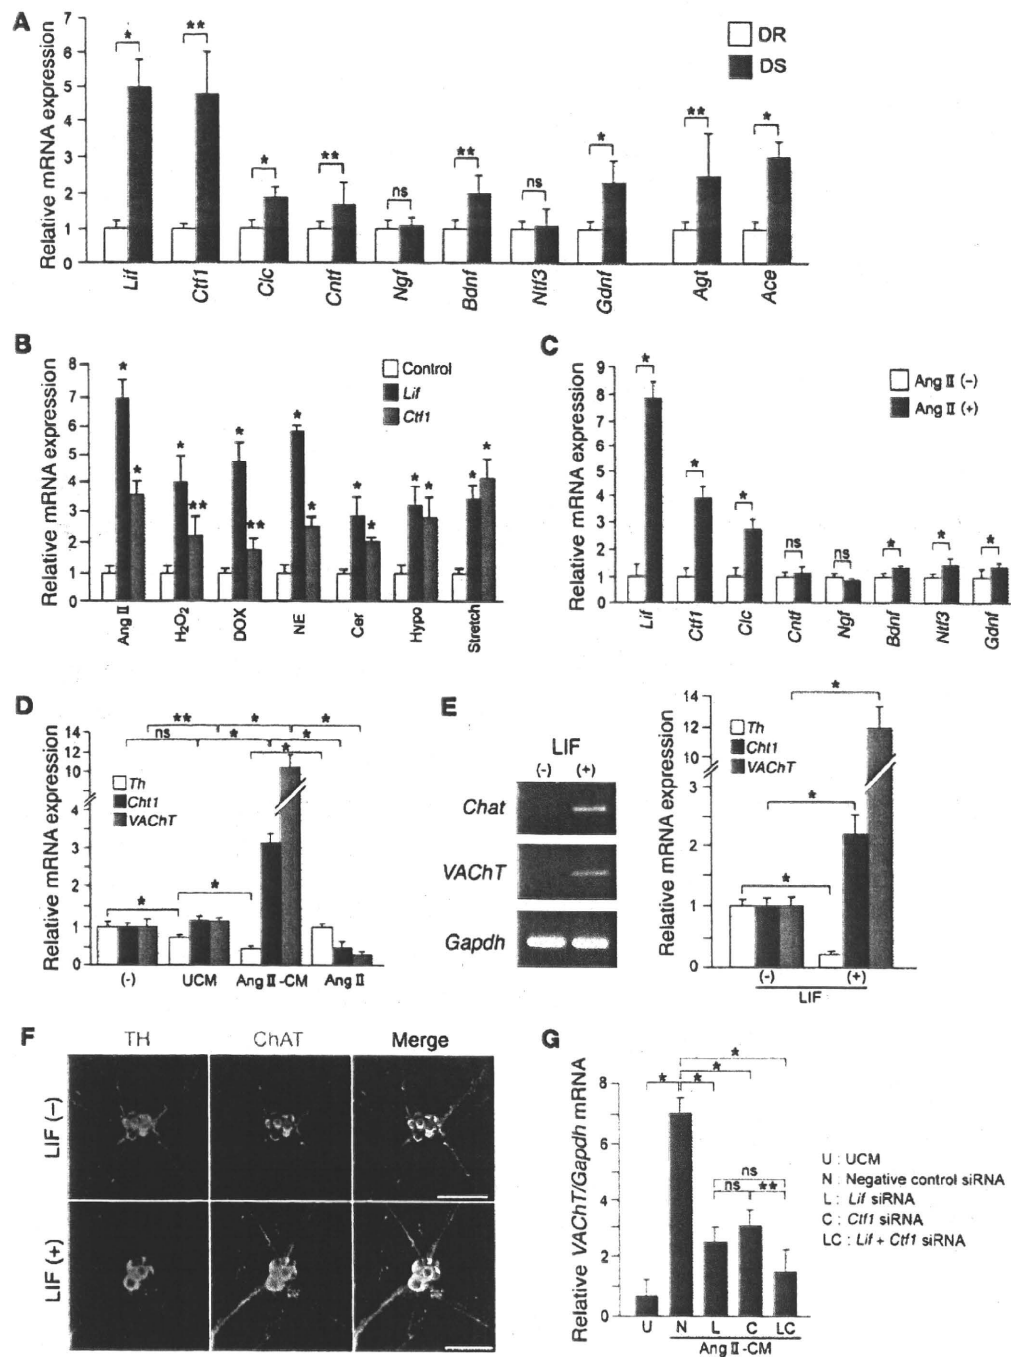 A
Relative mRNA expression
7
6
5
4
3
2
1
0
* ** * ** ns ** ns * ** *
DR
DS
Lif Ctf1 Clc Cntf Ngf Bdnf Ntf3 Gdnf Agt Ace
B
Relative mRNA expression
8
7
6
4
3
2
1
0
Control
Lif
Ctf1
* * * ** * ** * * * * * * * *
Ang II H₂O₂ DOX NE Cer Hypo Stretch
C
Relative mRNA expression
9
8
6
5
4
3
2
1
0
Ang II (−)
Ang II (+)
* * * ns ns * * *
Lif Ctf1 Clc Cntf Ngf Bdnf Ntf3 Gdnf
D
Relative mRNA expression
14
12
10
4
3
2
1
0
** * *
ns * *
*
* *
Th
Cht1
VAChT
(-) UCM Ang II-CM Ang II
E
LIF
(-) (+)
Chat
VAChT
Gapdh
Relative mRNA expression
14
12
10
3
2
1
0
*
*
*
Th
Cht1
VAChT
(-) (+)
LIF
F
TH ChAT Merge
LIF (−)
LIF (+)
G
Relative VAChT/Gapdh mRNA
8
6
4
2
0
*
*
* *
ns
ns **
U N L C LC
Ang II-CM
U : UCM
N : Negative control siRNA
L : Lif siRNA
C : Ctf1 siRNA
LC : Lif + Ctf1 siRNA